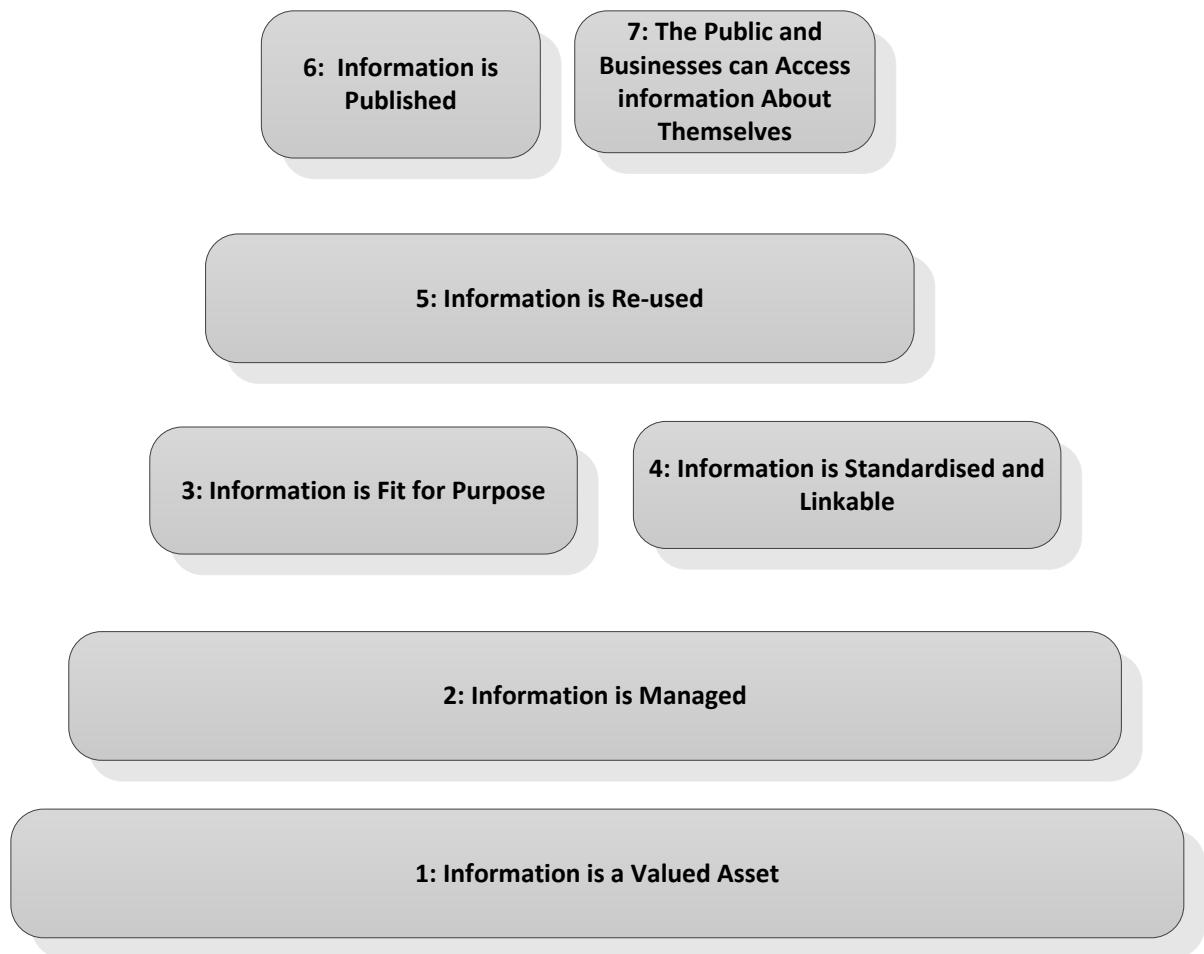 6:  Information is
Published
7: The Public and
Businesses can Access
information About
Themselves
5: Information is Re-used
3: Information is Fit for Purpose
4: Information is Standardised and
Linkable
2: Information is Managed
1: Information is a Valued Asset